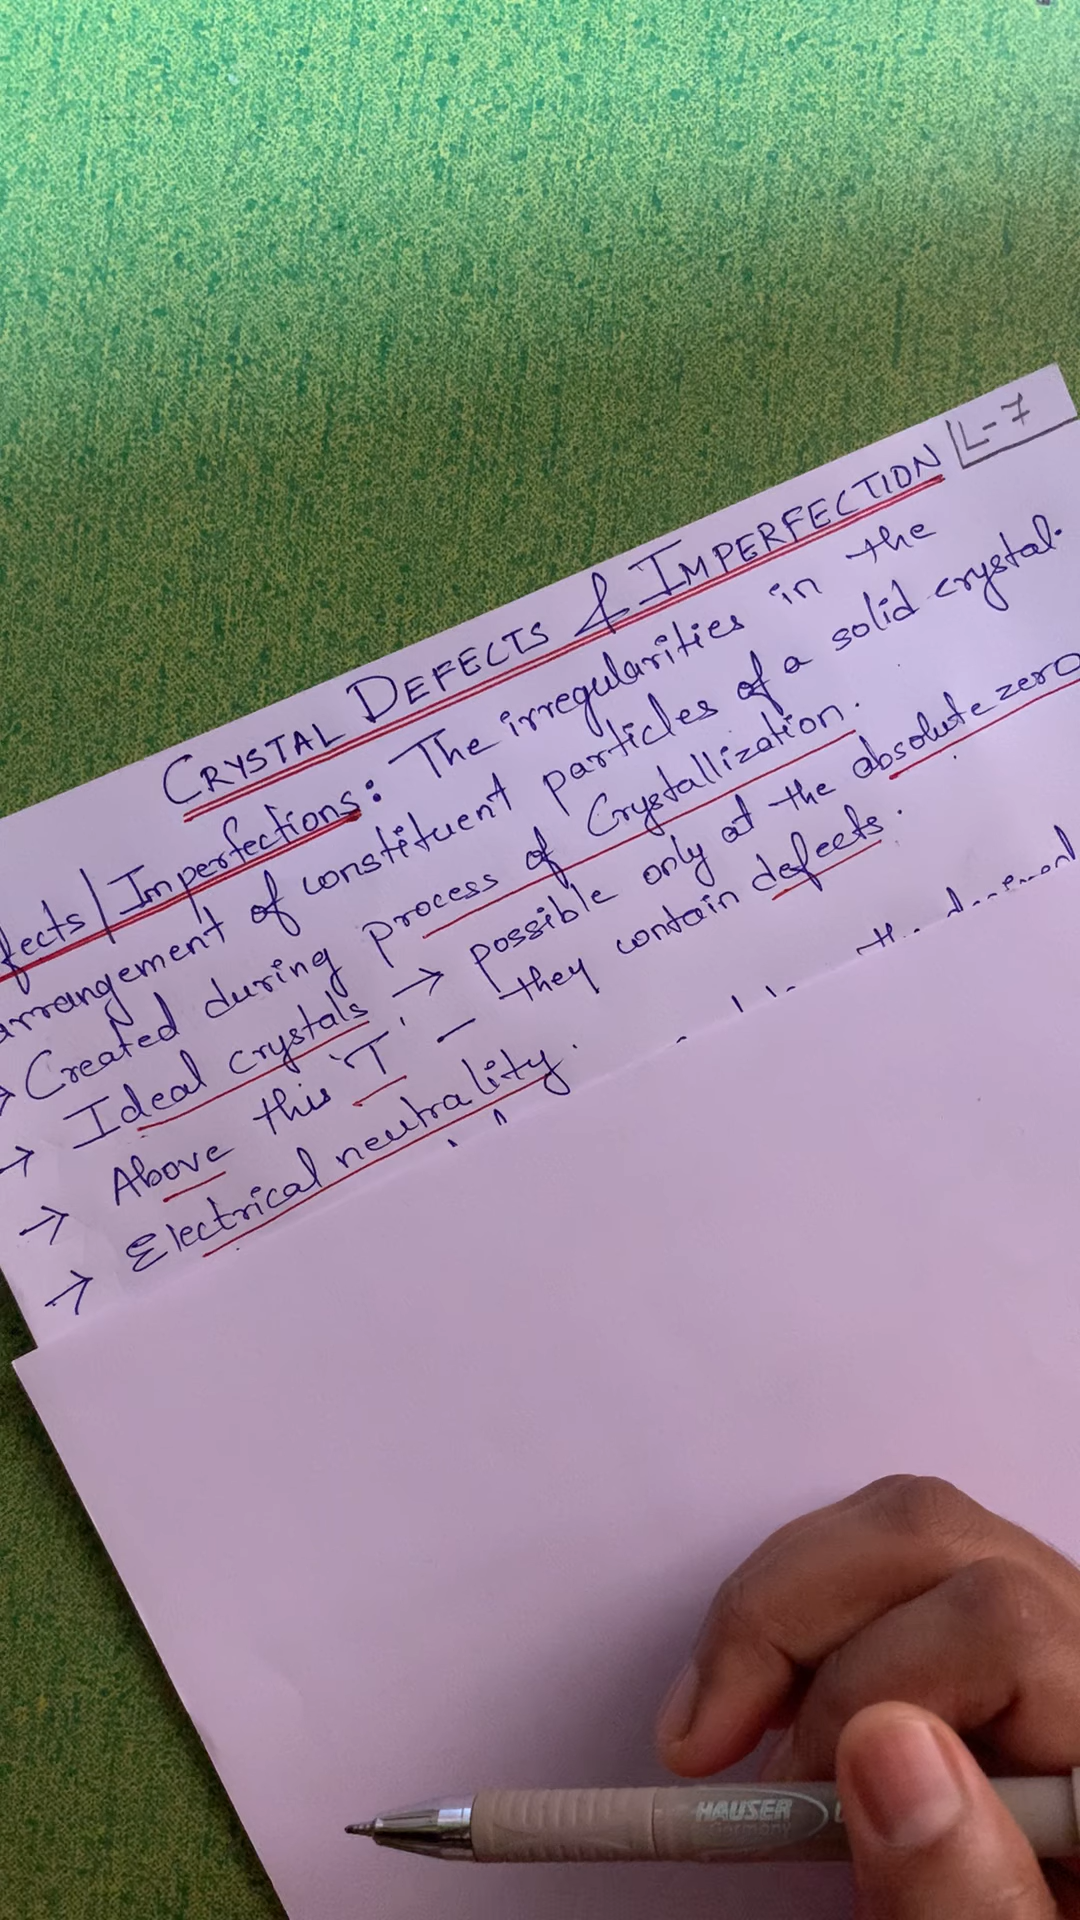 L-7
CRYSTAL DEFECTS & IMPERFECTION
fects/Imperfections: The irregularities in the
arrangement of constituent particles of a solid crystal.
→ Created during process of Crystallization.
→ Ideal crystals → possible only at the absolute zero
→ Above this 'T' – they contain defects.
→ Electrical neutrality.
HAUSER
Germany